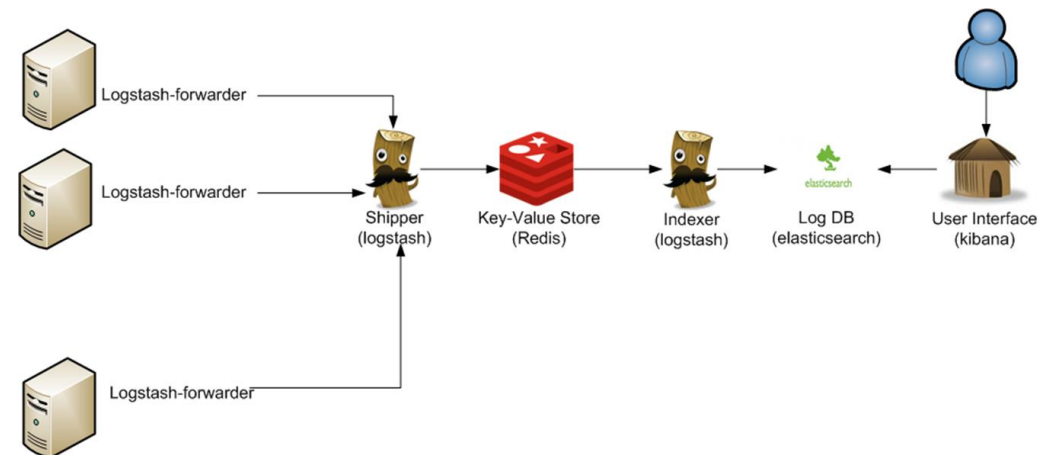 Logstash-forwarder
Logstash-forwarder
Logstash-forwarder
Shipper
(logstash)
Key-Value Store
(Redis)
Indexer
(logstash)
elasticsearch
Log DB
(elasticsearch)
User Interface
(kibana)